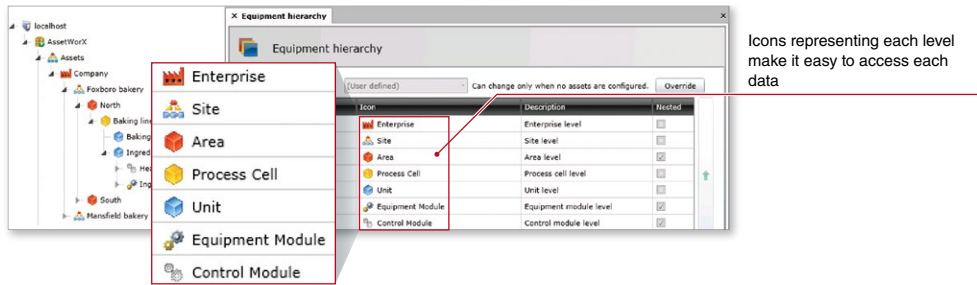 localhost
AssetWorX
Assets
Company
Foxboro bakery
North
Baking line
Baking
Ingred
Hea
Ing
South
Mansfield bakery
× Equipment hierarchy ×
Equipment hierarchy
[User defined] Can change only when no assets are configured. Override
Icon Description Nested
Enterprise Enterprise level
Site Site level
Area Area level
Process Cell Process cell level
Unit Unit level
Equipment Module Equipment module level
Control Module Control module level
Enterprise
Site
Area
Process Cell
Unit
Equipment Module
Control Module
Icons representing each level
make it easy to access each
data